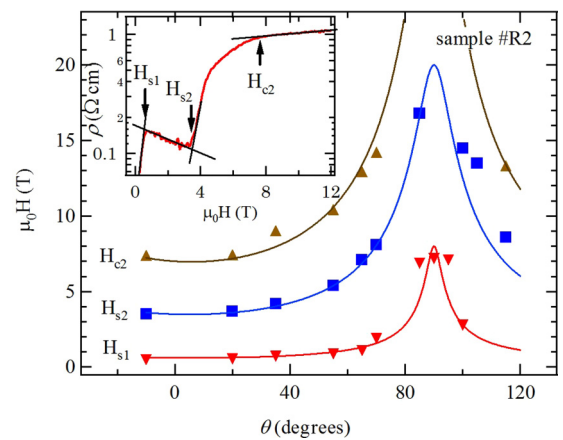 sample #R2
20
15
10
5
0
μ₀H (T)
H_c2
H_s2
H_s1
0
40
80
120
θ (degrees)
1
6
4
2
0.1
ρ (Ω cm)
H_s1
H_s2
H_c2
0
4
8
12
μ₀H (T)